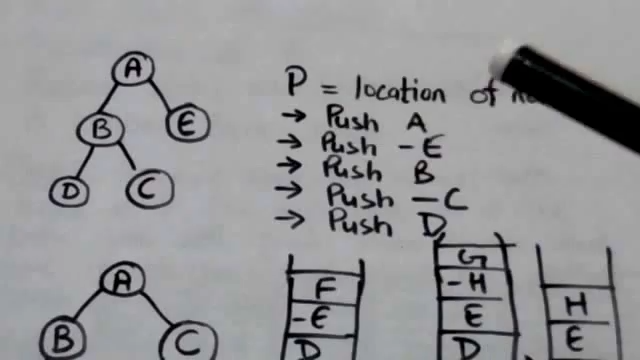 A
B
E
D
C
P = location of
→ Push A
→ Push -E
→ Push B
→ Push -C
→ Push D
A
B
C
F
-E
D
G
-H
E
D
H
E